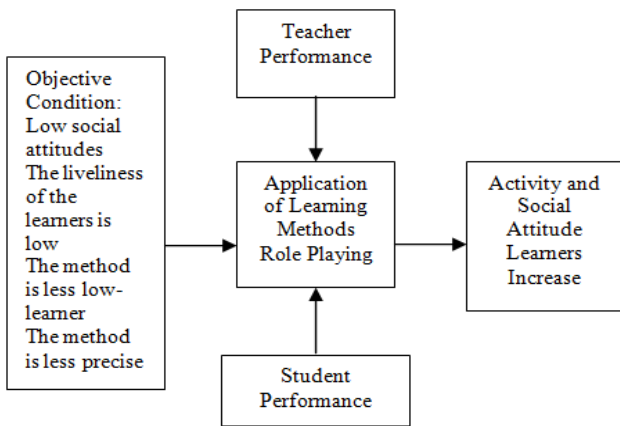 Teacher
Performance
Objective
Condition:
Low social
attitudes
The liveliness
of the
learners is
low
The method
is less low-
learner
The method
is less precise
Application
of Learning
Methods
Role Playing
Activity and
Social
Attitude
Learners
Increase
Student
Performance